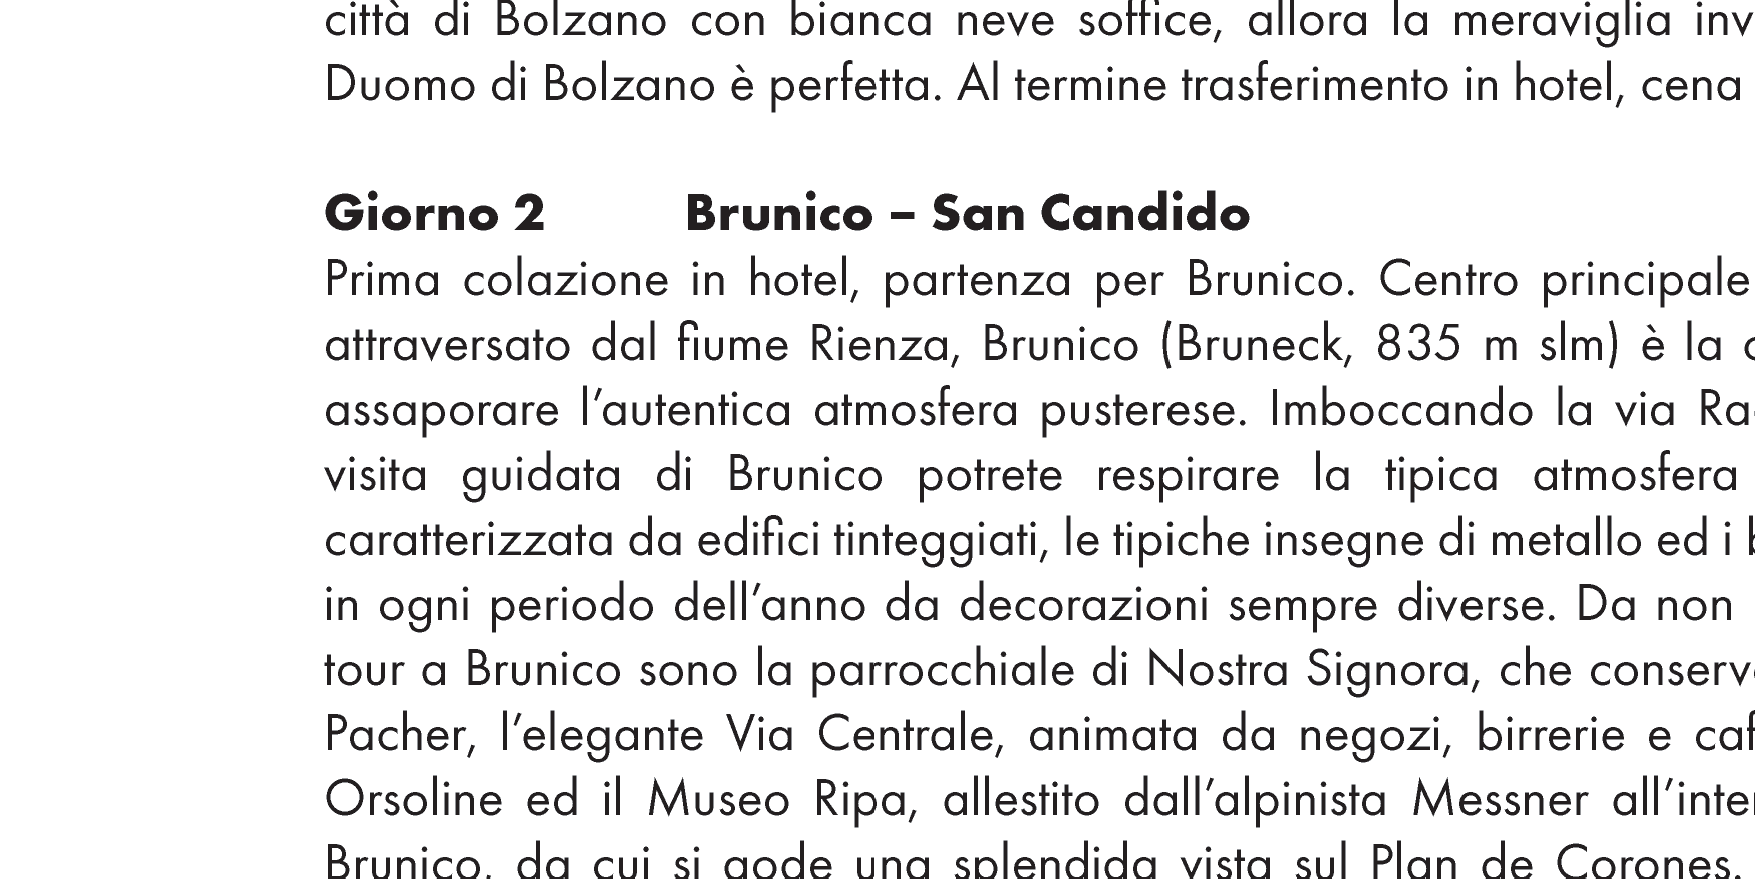 città di Bolzano con bianca neve soffice, allora la meraviglia inv
Duomo di Bolzano è perfetta. Al termine trasferimento in hotel, cena
Giorno 2 Brunico – San Candido
Prima colazione in hotel, partenza per Brunico. Centro principale
attraversato dal fiume Rienza, Brunico (Bruneck, 835 m slm) è la
assaporare l’autentica atmosfera pusterese. Imboccando la via Ra
visita guidata di Brunico potrete respirare la tipica atmosfera
caratterizzata da edifici tinteggiati, le tipiche insegne di metallo ed i b
in ogni periodo dell’anno da decorazioni sempre diverse. Da non
tour a Brunico sono la parrocchiale di Nostra Signora, che conserv
Pacher, l’elegante Via Centrale, animata da negozi, birrerie e caf
Orsoline ed il Museo Ripa, allestito dall’alpinista Messner all’inter
Brunico, da cui si gode una splendida vista sul Plan de Corones.